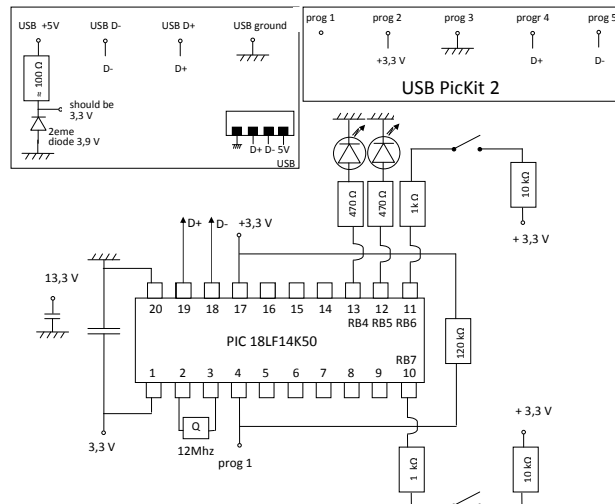 USB +5V
USB D-
USB D+
USB ground
D-
D+
≈ 100 Ω
should be
3,3 V
2eme
diode 3,9 V
D+ D- 5V
USB
prog 1
prog 2
prog 3
progr 4
prog 5
+3,3 V
D+
D-
USB PicKit 2
470 Ω
470 Ω
1k Ω
10 kΩ
+ 3,3 V
D+
D-
+3,3 V
13,3 V
20 19 18 17 16 15 14 13 12 11
RB4 RB5 RB6
PIC 18LF14K50
RB7
1 2 3 4 5 6 7 8 9 10
120 kΩ
Q
12Mhz
3,3 V
prog 1
+ 3,3 V
1 kΩ
10 kΩ